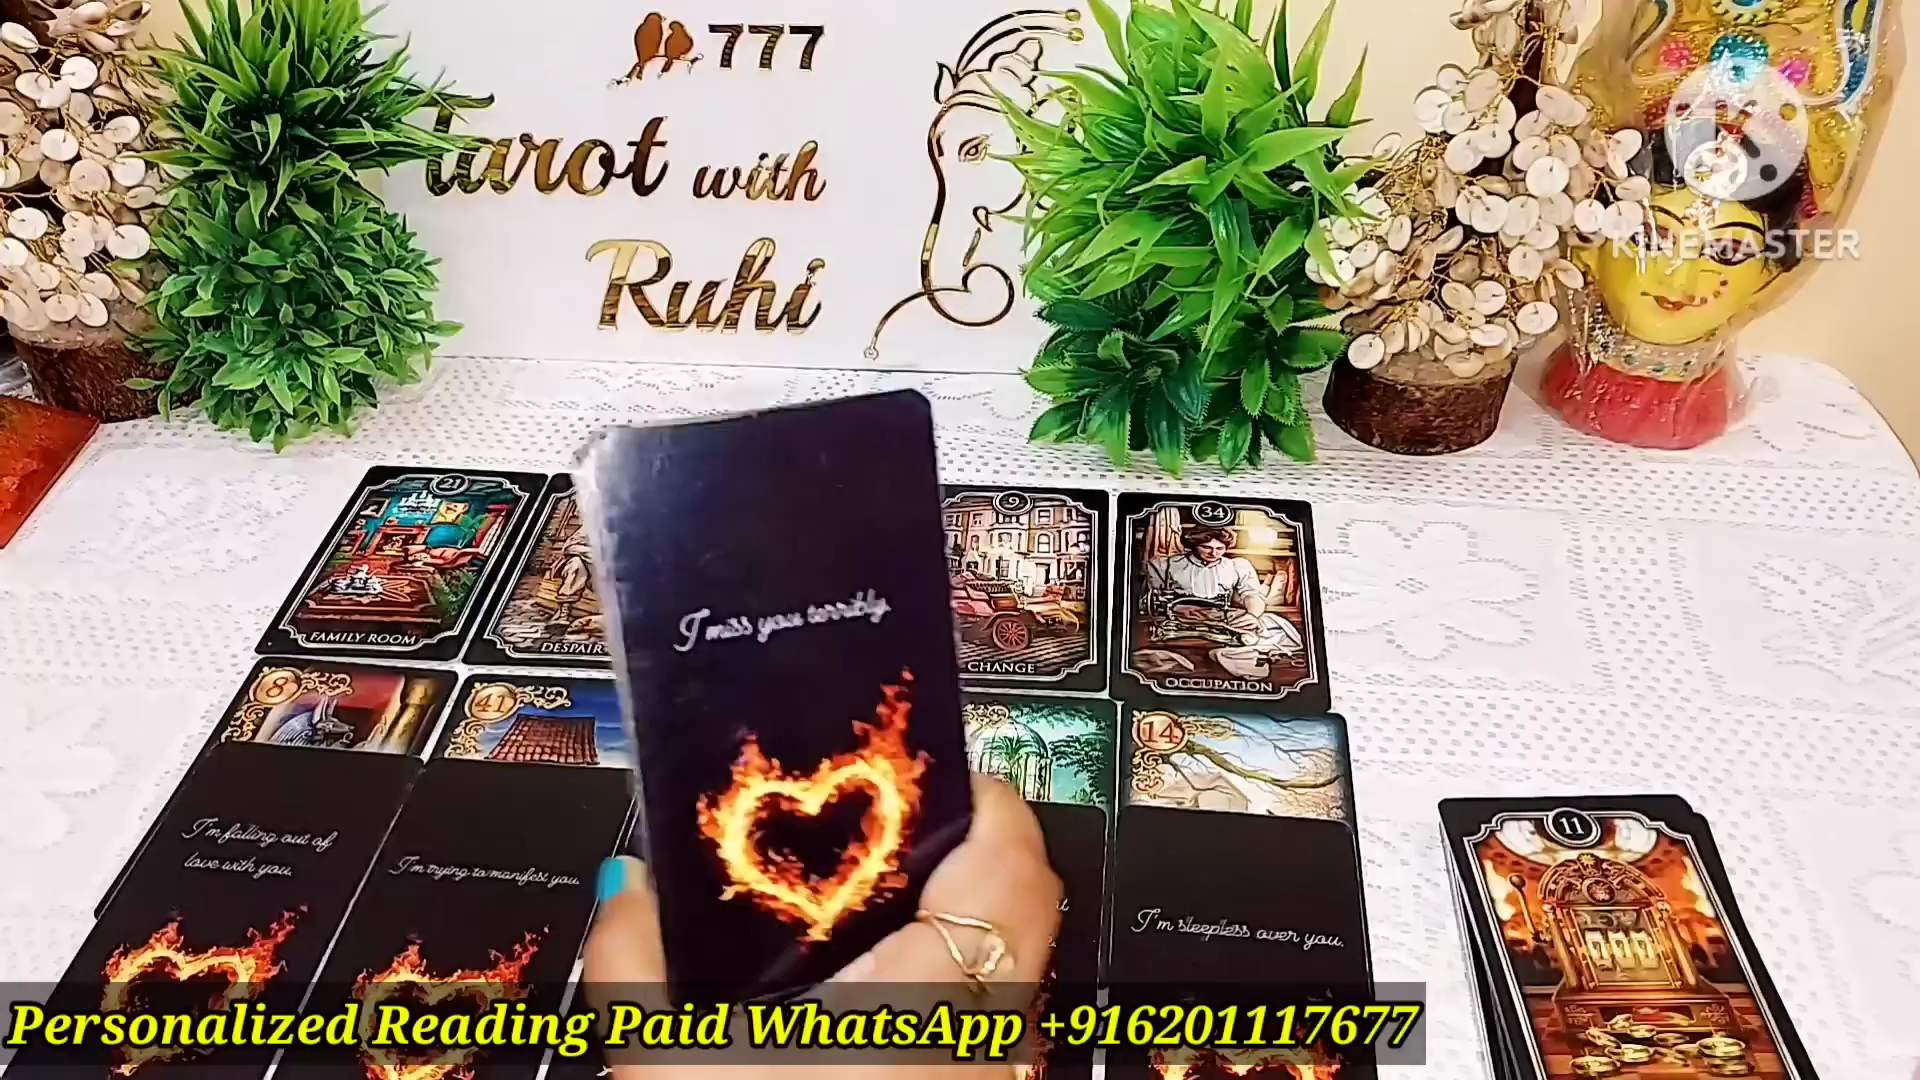 777
Tarot with
Ruhi
KINEMASTER
21
FAMILY ROOM
DESPAIR
9
CHANGE
34
OCCUPATION
I miss you terribly.
8
41
14
I'm falling out of
love with you.
I'm trying to manifest you.
I'm sleepless over you.
11
Personalized Reading Paid WhatsApp +916201117677